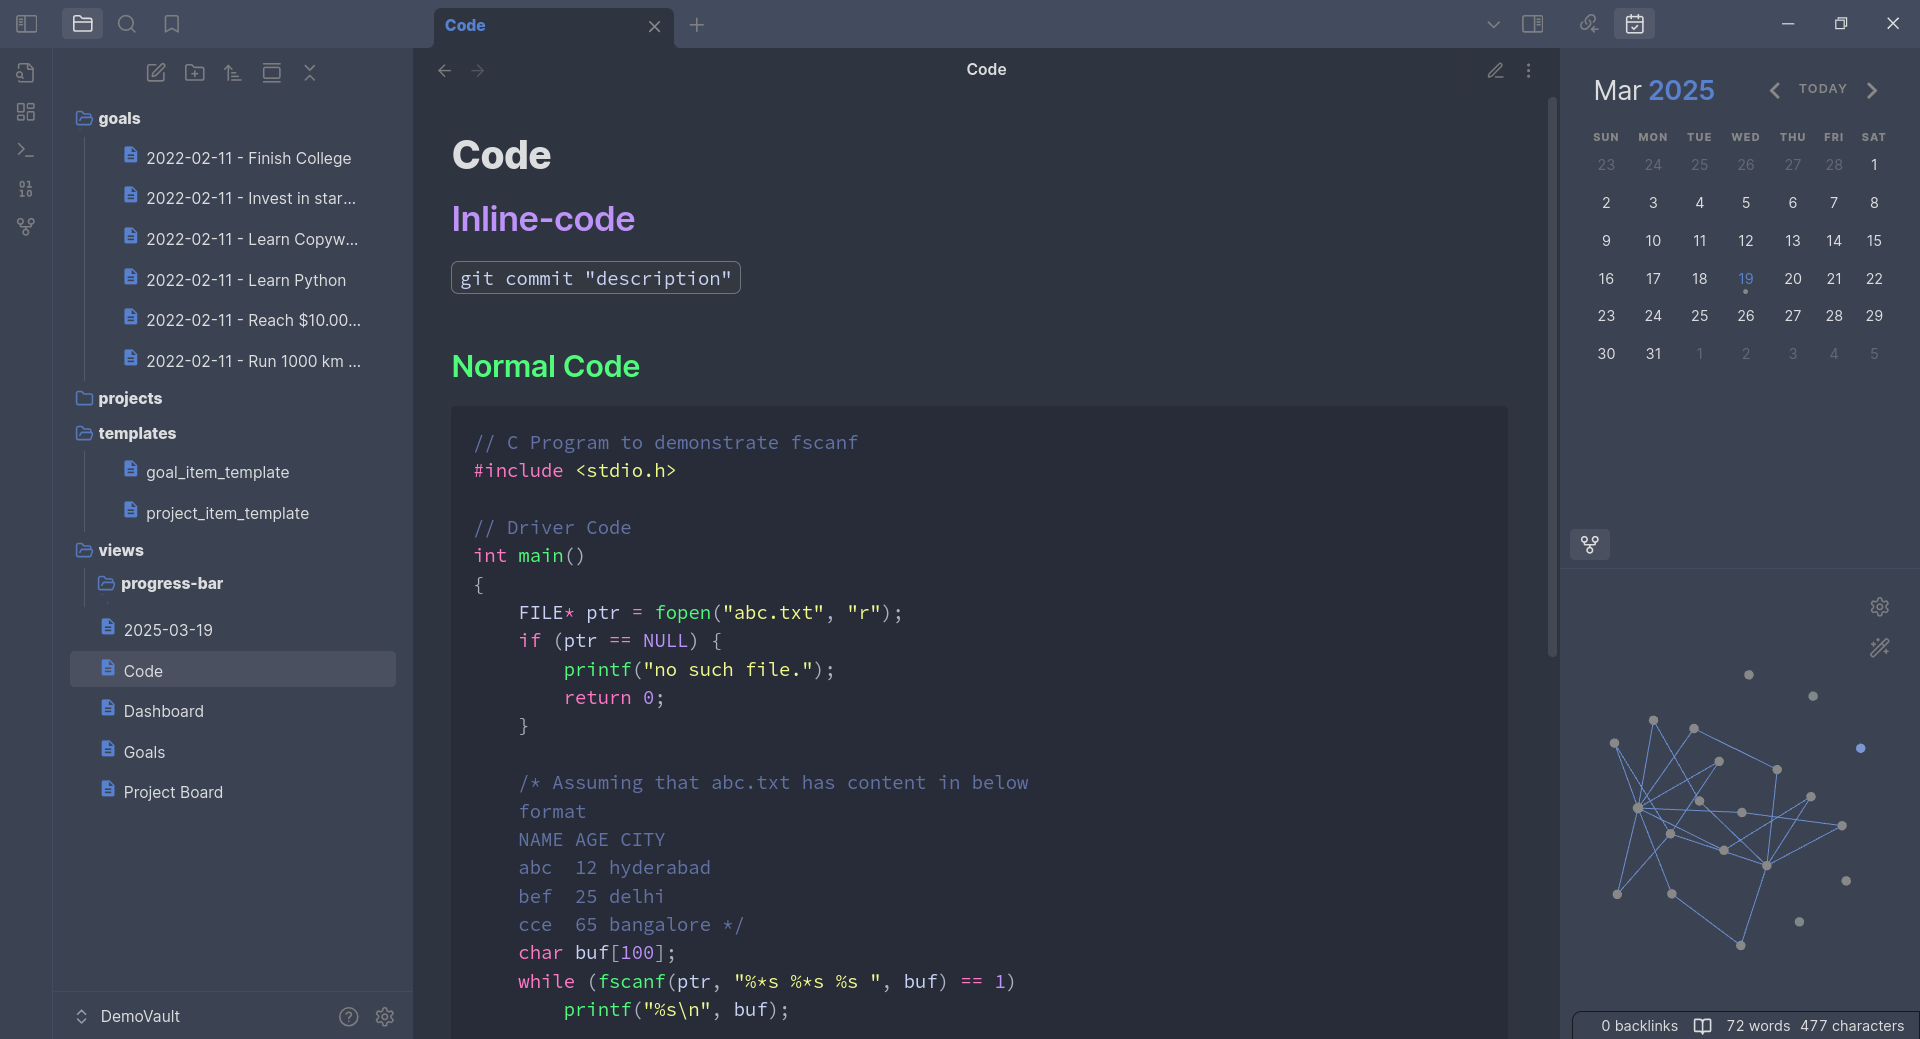 Code
goals
2022-02-11 - Finish College
2022-02-11 - Invest in star...
2022-02-11 - Learn Copyw...
2022-02-11 - Learn Python
2022-02-11 - Reach $10.00...
2022-02-11 - Run 1000 km ...
projects
templates
goal_item_template
project_item_template
views
progress-bar
2025-03-19
Code
Dashboard
Goals
Project Board
DemoVault
Code
Code
Inline-code
git commit "description"
Normal Code
// C Program to demonstrate fscanf
#include <stdio.h>
// Driver Code
int main()
{
    FILE* ptr = fopen("abc.txt", "r");
    if (ptr == NULL) {
        printf("no such file.");
        return 0;
    }
    /* Assuming that abc.txt has content in below
    format
    NAME AGE CITY
    abc  12 hyderabad
    bef  25 delhi
    cce  65 bangalore */
    char buf[100];
    while (fscanf(ptr, "%*s %*s %s ", buf) == 1)
        printf("%s\n", buf);
Mar 2025 TODAY
SUN MON TUE WED THU FRI SAT
23 24 25 26 27 28 1
2 3 4 5 6 7 8
9 10 11 12 13 14 15
16 17 18 19 20 21 22
23 24 25 26 27 28 29
30 31 1 2 3 4 5
0 backlinks 72 words 477 characters